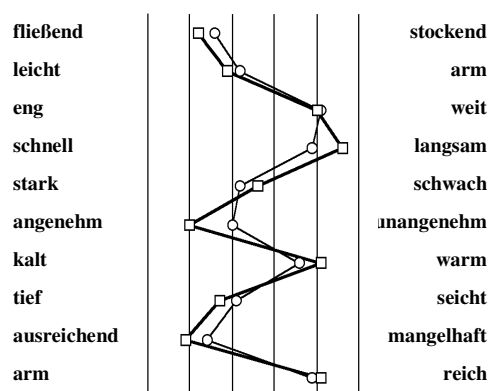 fließend stockend
leicht arm
eng weit
schnell langsam
stark schwach
angenehm unangenehm
kalt warm
tief seicht
ausreichend mangelhaft
arm reich